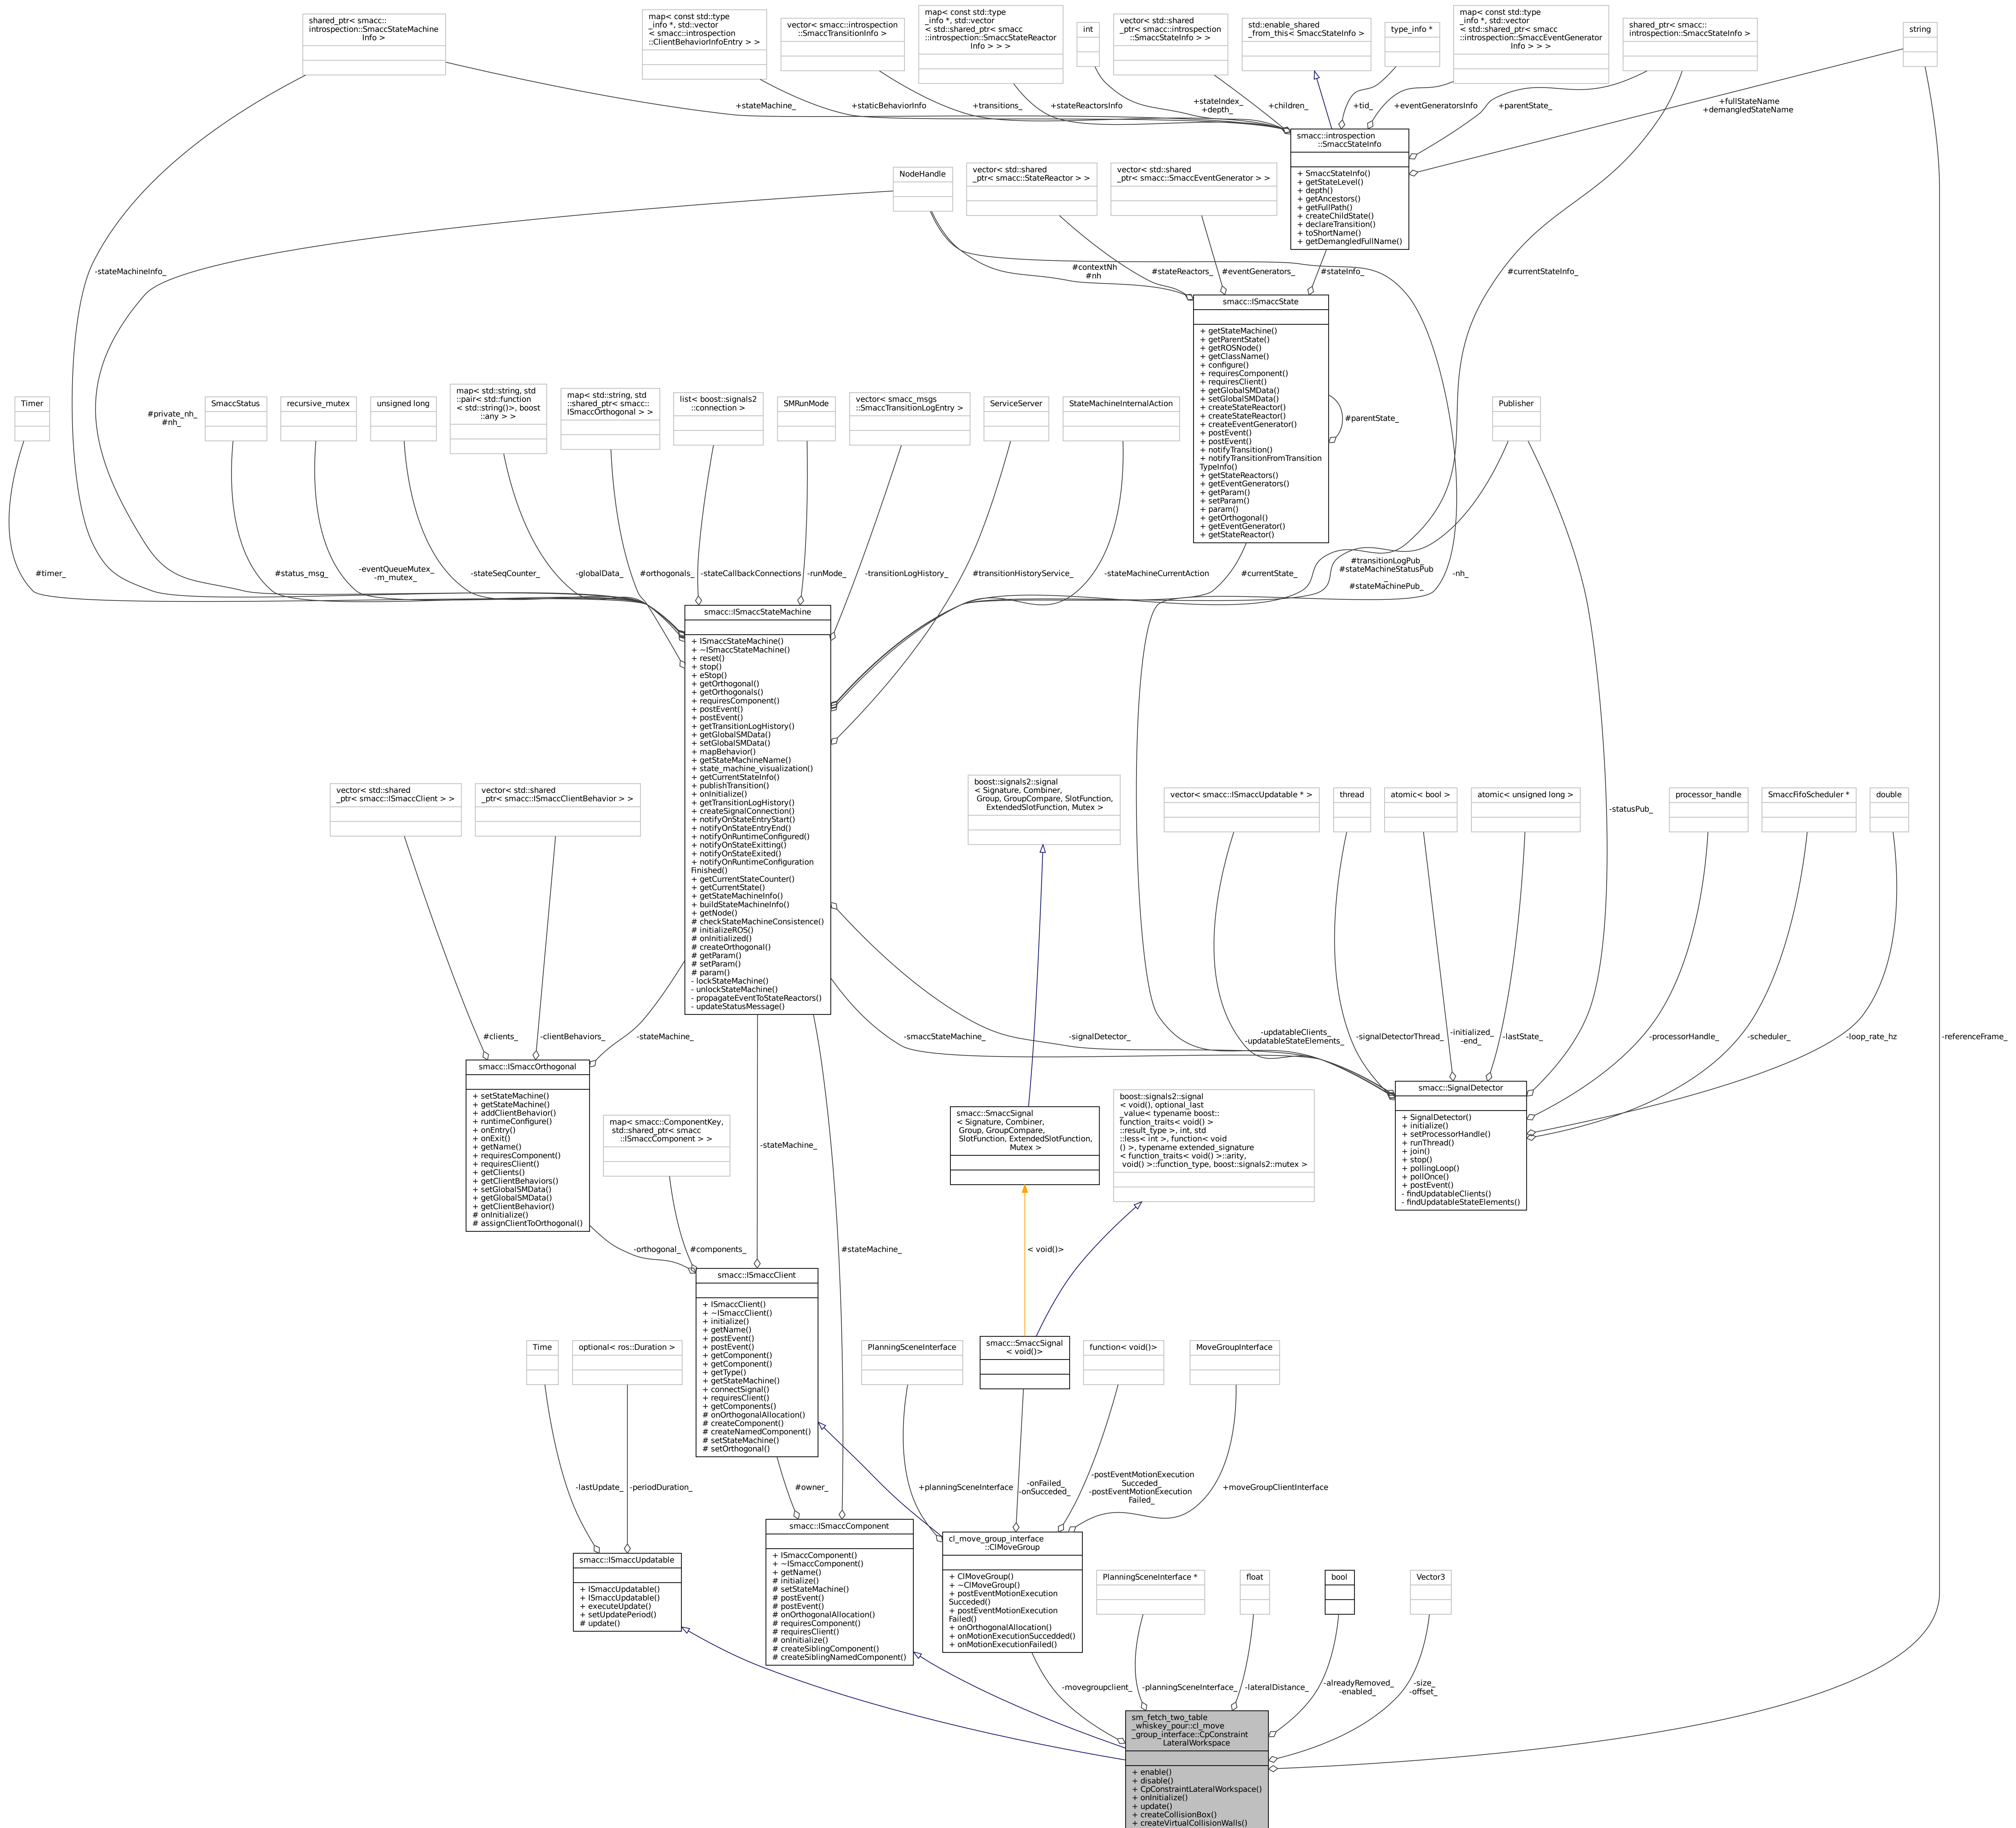 shared_ptr< smacc::
introspection::SmaccStateMachine
Info >
map< const std::type
_info *, std::vector
< smacc::introspection
::ClientBehaviorInfoEntry > >
vector< smacc::introspection
::SmaccTransitionInfo >
map< const std::type
_info *, std::vector
< std::shared_ptr< smacc
::introspection::SmaccStateReactor
Info > > >
int
vector< std::shared
_ptr< smacc::introspection
::SmaccStateInfo > >
std::enable_shared
_from_this< SmaccStateInfo >
type_info *
map< const std::type
_info *, std::vector
< std::shared_ptr< smacc
::introspection::SmaccEventGenerator
Info > > >
shared_ptr< smacc::
introspection::SmaccStateInfo >
string
+stateMachine_
+staticBehaviorInfo
+transitions_
+stateReactorsInfo
+stateIndex_
+depth_
+children_
+tid_
+eventGeneratorsInfo
+parentState_
+fullStateName
+demangledStateName
smacc::introspection
::SmaccStateInfo
+ SmaccStateInfo()
+ getStateLevel()
+ depth()
+ getAncestors()
+ getFullPath()
+ createChildState()
+ declareTransition()
+ toShortName()
+ getDemangledFullName()
NodeHandle
vector< std::shared
_ptr< smacc::StateReactor > >
vector< std::shared
_ptr< smacc::SmaccEventGenerator > >
-stateMachineInfo_
#contextNh
#nh
#stateReactors_
#eventGenerators_
#stateInfo_
#currentStateInfo_
smacc::ISmaccState
+ getStateMachine()
+ getParentState()
+ getROSNode()
+ getClassName()
+ configure()
+ requiresComponent()
+ requiresClient()
+ getGlobalSMData()
+ setGlobalSMData()
+ createStateReactor()
+ createStateReactor()
+ createEventGenerator()
+ postEvent()
+ postEvent()
+ notifyTransition()
+ notifyTransitionFromTransition
TypeInfo()
+ getStateReactors()
+ getEventGenerators()
+ getParam()
+ setParam()
+ param()
+ getOrthogonal()
+ getEventGenerator()
+ getStateReactor()
#parentState_
Timer
#private_nh_
#nh_
SmaccStatus
recursive_mutex
unsigned long
map< std::string, std
::pair< std::function
< std::string()>, boost
::any > >
map< std::string, std
::shared_ptr< smacc::
ISmaccOrthogonal > >
list< boost::signals2
::connection >
SMRunMode
vector< smacc_msgs
::SmaccTransitionLogEntry >
ServiceServer
StateMachineInternalAction
Publisher
#timer_
#status_msg_
-eventQueueMutex_
-m_mutex_
-stateSeqCounter_
-globalData_
#orthogonals_
-stateCallbackConnections
-runMode_
-transitionLogHistory_
#transitionHistoryService_
-stateMachineCurrentAction
#currentState_
#transitionLogPub_
#stateMachineStatusPub
_
#stateMachinePub_
-nh_
smacc::ISmaccStateMachine
+ ISmaccStateMachine()
+ ~ISmaccStateMachine()
+ reset()
+ stop()
+ eStop()
+ getOrthogonal()
+ getOrthogonals()
+ requiresComponent()
+ postEvent()
+ postEvent()
+ getTransitionLogHistory()
+ getGlobalSMData()
+ setGlobalSMData()
+ mapBehavior()
+ getStateMachineName()
+ state_machine_visualization()
+ getCurrentStateInfo()
+ publishTransition()
+ onInitialize()
+ getTransitionLogHistory()
+ createSignalConnection()
+ notifyOnStateEntryStart()
+ notifyOnStateEntryEnd()
+ notifyOnRuntimeConfigured()
+ notifyOnStateExitting()
+ notifyOnStateExited()
+ notifyOnRuntimeConfiguration
Finished()
+ getCurrentStateCounter()
+ getCurrentState()
+ getStateMachineInfo()
+ buildStateMachineInfo()
+ getNode()
# checkStateMachineConsistence()
# initializeROS()
# onInitialized()
# createOrthogonal()
# getParam()
# setParam()
# param()
- lockStateMachine()
- unlockStateMachine()
- propagateEventToStateReactors()
- updateStatusMessage()
vector< std::shared
_ptr< smacc::ISmaccClient > >
vector< std::shared
_ptr< smacc::ISmaccClientBehavior > >
boost::signals2::signal
< Signature, Combiner,
Group, GroupCompare, SlotFunction,
ExtendedSlotFunction, Mutex >
vector< smacc::ISmaccUpdatable * >
thread
atomic< bool >
atomic< unsigned long >
-statusPub_
processor_handle
SmaccFifoScheduler *
double
#clients_
-clientBehaviors_
-stateMachine_
-smaccStateMachine
-signalDetector_
-updatableClients_
-updatableStateElements_
-signalDetectorThread_
-initialized_
-end_
-lastState_
-processorHandle_
-scheduler_
-loop_rate_hz
-referenceFrame_
smacc::ISmaccOrthogonal
+ setStateMachine()
+ getStateMachine()
+ addClientBehavior()
+ runtimeConfigure()
+ onEntry()
+ onExit()
+ getName()
+ requiresComponent()
+ requiresClient()
+ getClients()
+ getClientBehaviors()
+ setGlobalSMData()
+ getGlobalSMData()
+ getClientBehavior()
# onInitialize()
# assignClientToOrthogonal()
smacc::SignalDetector
+ SignalDetector()
+ initialize()
+ setProcessorHandle()
+ runThread()
+ join()
+ stop()
+ pollingLoop()
+ pollOnce()
+ postEvent()
- findUpdatableClients()
- findUpdatableStateElements()
map< smacc::ComponentKey,
std::shared_ptr< smacc
::ISmaccComponent > >
-stateMachine_
smacc::SmaccSignal
< Signature, Combiner,
Group, GroupCompare,
SlotFunction, ExtendedSlotFunction,
Mutex >
boost::signals2::signal
< void(), optional_last
_value< typename boost::
function_traits< void() >
::result_type >, int, std
::less< int >, function< void
() >, typename extended_signature
< function_traits< void() >::arity,
void() >::function_type, boost::signals2::mutex >
-orthogonal_
#components_
#stateMachine_
< void()>
smacc::ISmaccClient
+ ISmaccClient()
+ ~ISmaccClient()
+ initialize()
+ getName()
+ postEvent()
+ postEvent()
+ getComponent()
+ getComponent()
+ getType()
+ getStateMachine()
+ connectSignal()
+ requiresClient()
+ getComponents()
# onOrthogonalAllocation()
# createComponent()
# createNamedComponent()
# setStateMachine()
# setOrthogonal()
Time
optional< ros::Duration >
PlanningSceneInterface
smacc::SmaccSignal
< void()>
function< void()>
MoveGroupInterface
-lastUpdate_
-periodDuration_
#owner_
+planningSceneInterface
-onFailed_
-onSucceded_
-postEventMotionExecution
Succeded_
-postEventMotionExecution
Failed_
+moveGroupClientInterface
smacc::ISmaccUpdatable
+ ISmaccUpdatable()
+ ISmaccUpdatable()
+ executeUpdate()
+ setUpdatePeriod()
# update()
smacc::ISmaccComponent
+ ISmaccComponent()
+ ~ISmaccComponent()
+ getName()
# initialize()
# setStateMachine()
# postEvent()
# postEvent()
# onOrthogonalAllocation()
# requiresComponent()
# requiresClient()
# onInitialize()
# createSiblingComponent()
# createSiblingNamedComponent()
cl_move_group_interface
::ClMoveGroup
+ ClMoveGroup()
+ ~ClMoveGroup()
+ postEventMotionExecution
Succeded()
+ postEventMotionExecution
Failed()
+ onOrthogonalAllocation()
+ onMotionExecutionSuccedded()
+ onMotionExecutionFailed()
PlanningSceneInterface *
float
bool
Vector3
-movegroupclient_
-planningSceneInterface_
-lateralDistance_
-alreadyRemoved_
-enabled_
-size_
-offset_
sm_fetch_two_table
_whiskey_pour::cl_move
_group_interface::CpConstraint
LateralWorkspace
+ enable()
+ disable()
+ CpConstraintLateralWorkspace()
+ onInitialize()
+ update()
+ createCollisionBox()
+ createVirtualCollisionWalls()